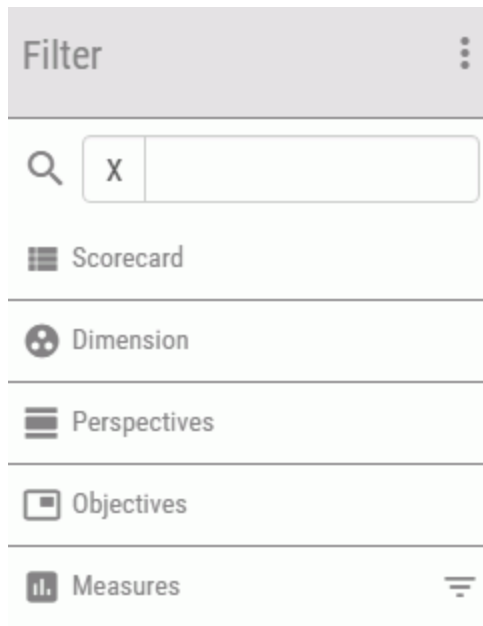 Filter
X
Scorecard
Dimension
Perspectives
Objectives
Measures